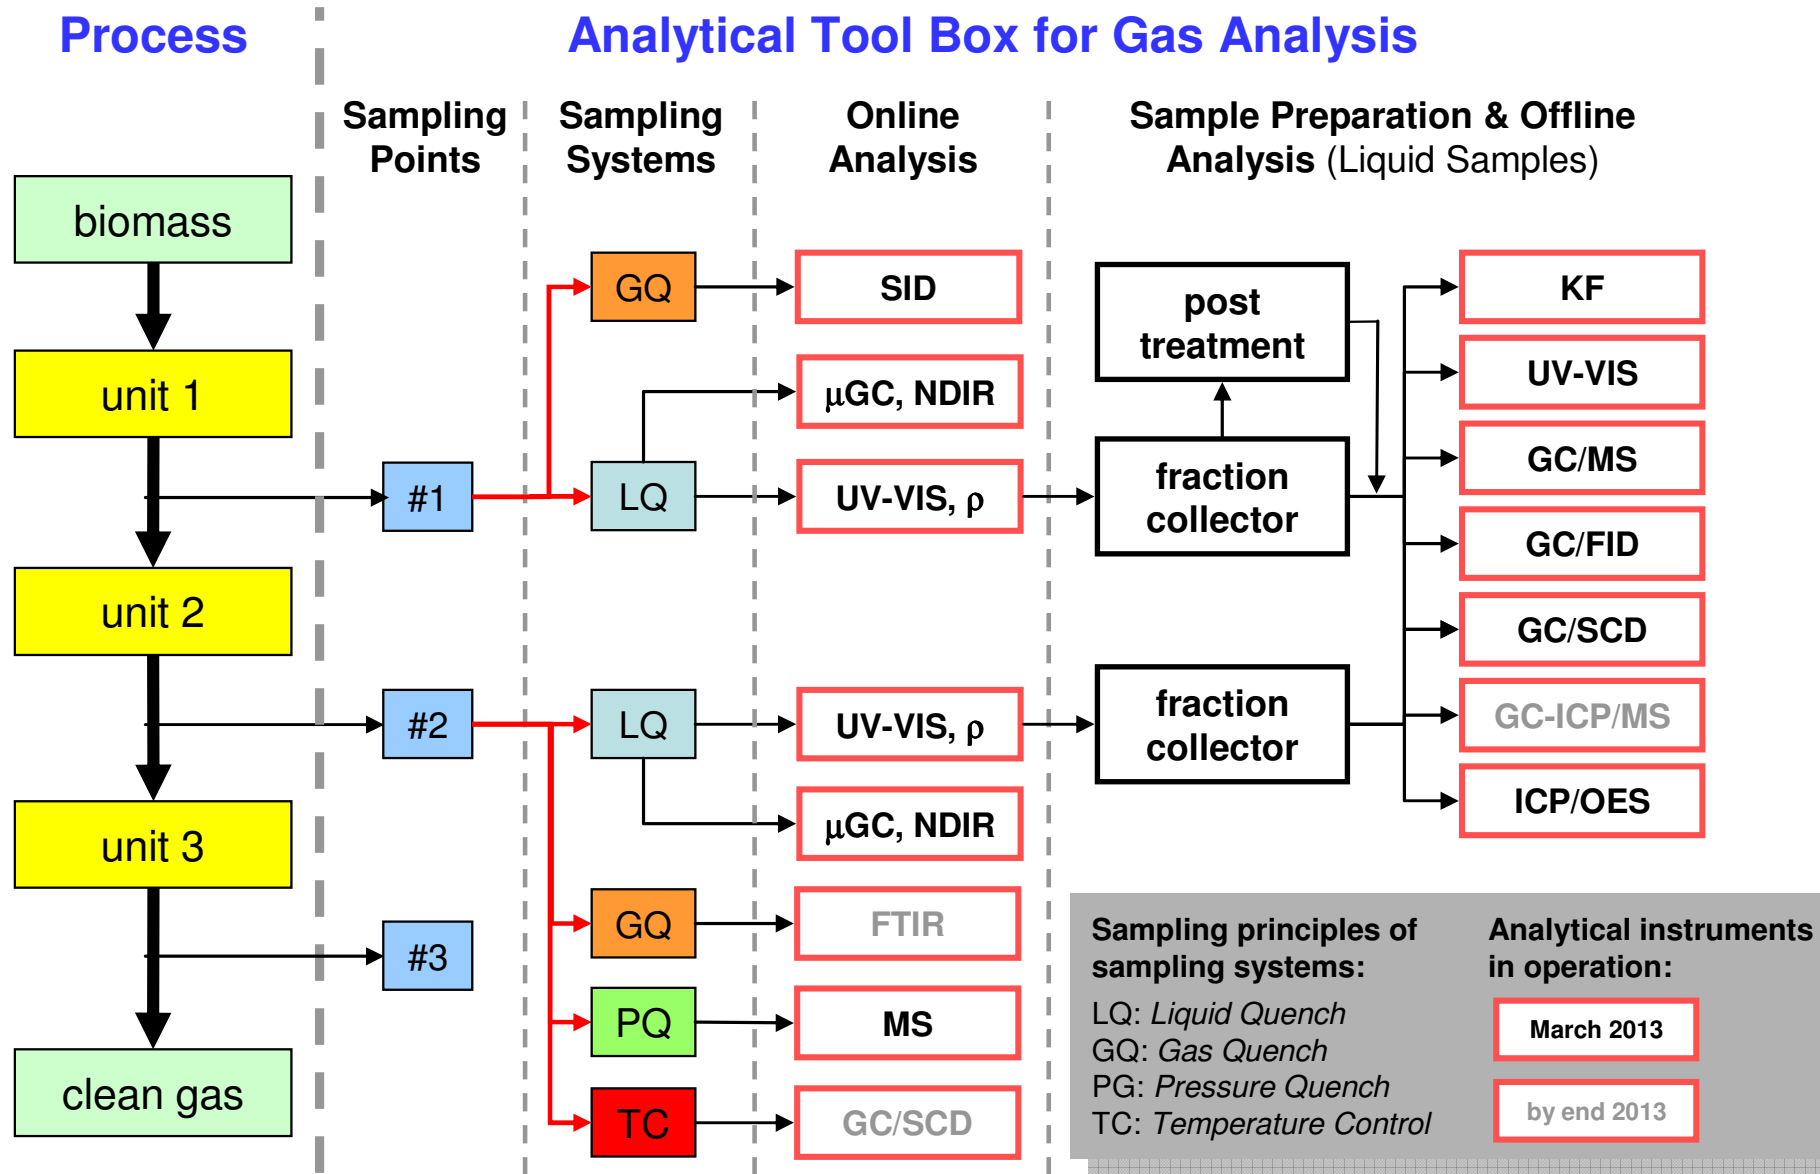 Process
Analytical Tool Box for Gas Analysis
Sampling
Points
Sampling
Systems
Online
Analysis
Sample Preparation & Offline
Analysis (Liquid Samples)
biomass
unit 1
unit 2
unit 3
clean gas
#1
#2
#3
GQ
LQ
LQ
GQ
PQ
TC
SID
µGC, NDIR
UV-VIS, ρ
UV-VIS, ρ
µGC, NDIR
FTIR
MS
GC/SCD
post
treatment
fraction
collector
fraction
collector
KF
UV-VIS
GC/MS
GC/FID
GC/SCD
GC-ICP/MS
ICP/OES
Sampling principles of
sampling systems:
LQ: Liquid Quench
GQ: Gas Quench
PG: Pressure Quench
TC: Temperature Control
Analytical instruments
in operation:
March 2013
by end 2013